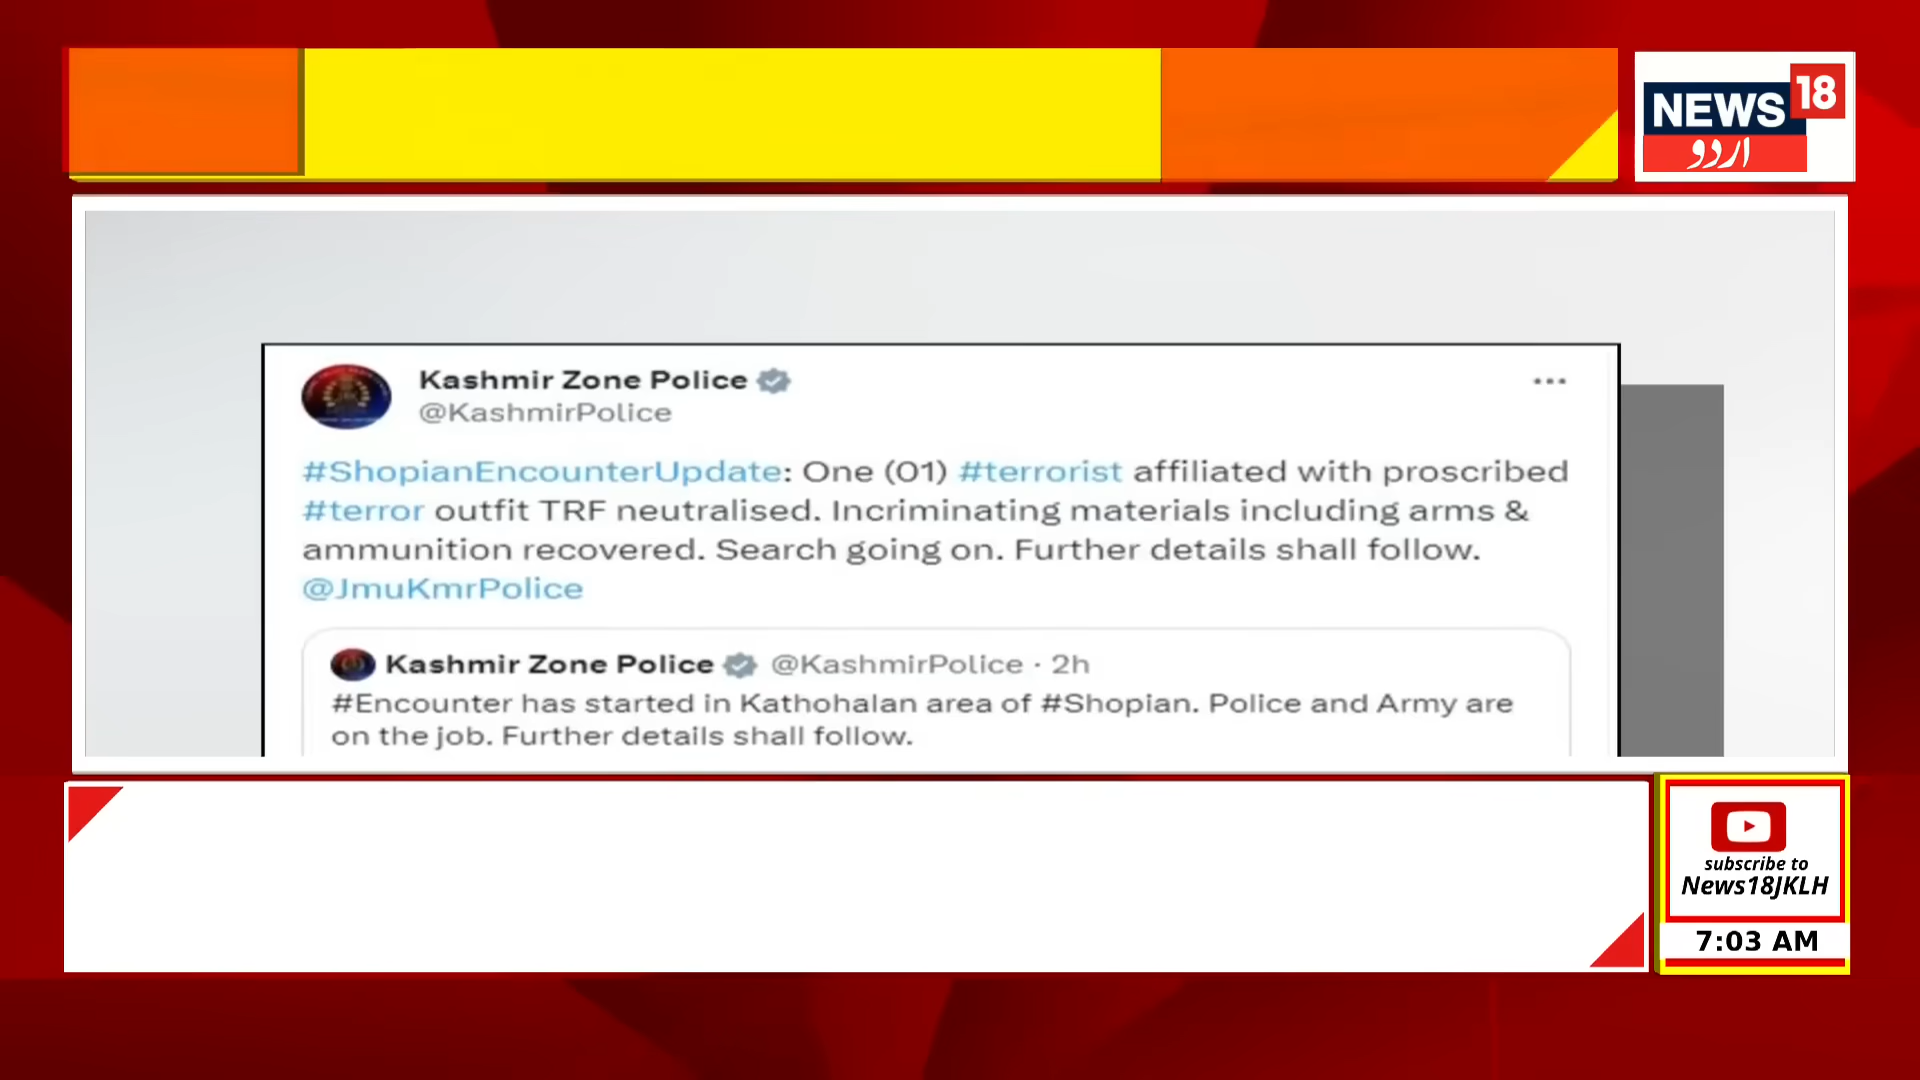 NEWS 18
اردو
Kashmir Zone Police
@KashmirPolice
#ShopianEncounterUpdate: One (01) #terrorist affiliated with proscribed
#terror outfit TRF neutralised. Incriminating materials including arms &
ammunition recovered. Search going on. Further details shall follow.
@JmuKmrPolice
Kashmir Zone Police @KashmirPolice · 2h
#Encounter has started in Kathohalan area of #Shopian. Police and Army are
on the job. Further details shall follow.
subscribe to
News18JKLH
7:03 AM